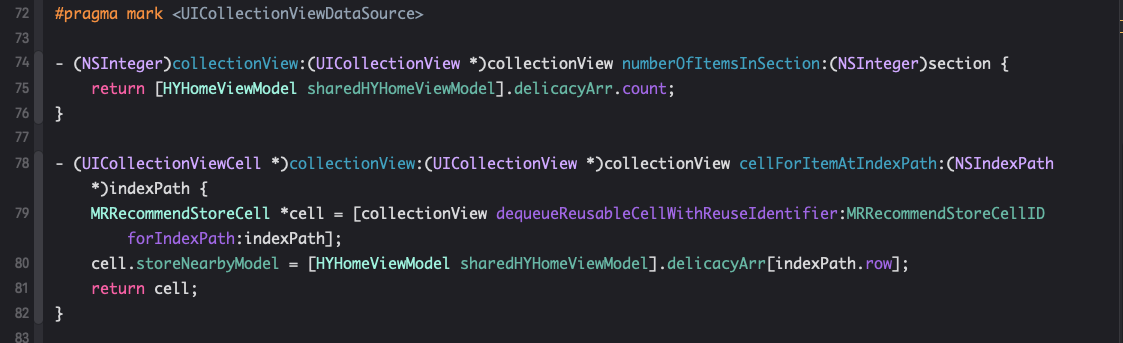 72 #pragma mark <UICollectionViewDataSource>
73
74 - (NSInteger)collectionView:(UICollectionView *)collectionView numberOfItemsInSection:(NSInteger)section {
75 return [HYHomeViewModel sharedHYHomeViewModel].delicacyArr.count;
76 }
77
78 - (UICollectionViewCell *)collectionView:(UICollectionView *)collectionView cellForItemAtIndexPath:(NSIndexPath
*)indexPath {
79 MRRecommendStoreCell *cell = [collectionView dequeueReusableCellWithReuseIdentifier:MRRecommendStoreCellID
forIndexPath:indexPath];
80 cell.storeNearbyModel = [HYHomeViewModel sharedHYHomeViewModel].delicacyArr[indexPath.row];
81 return cell;
82 }
83